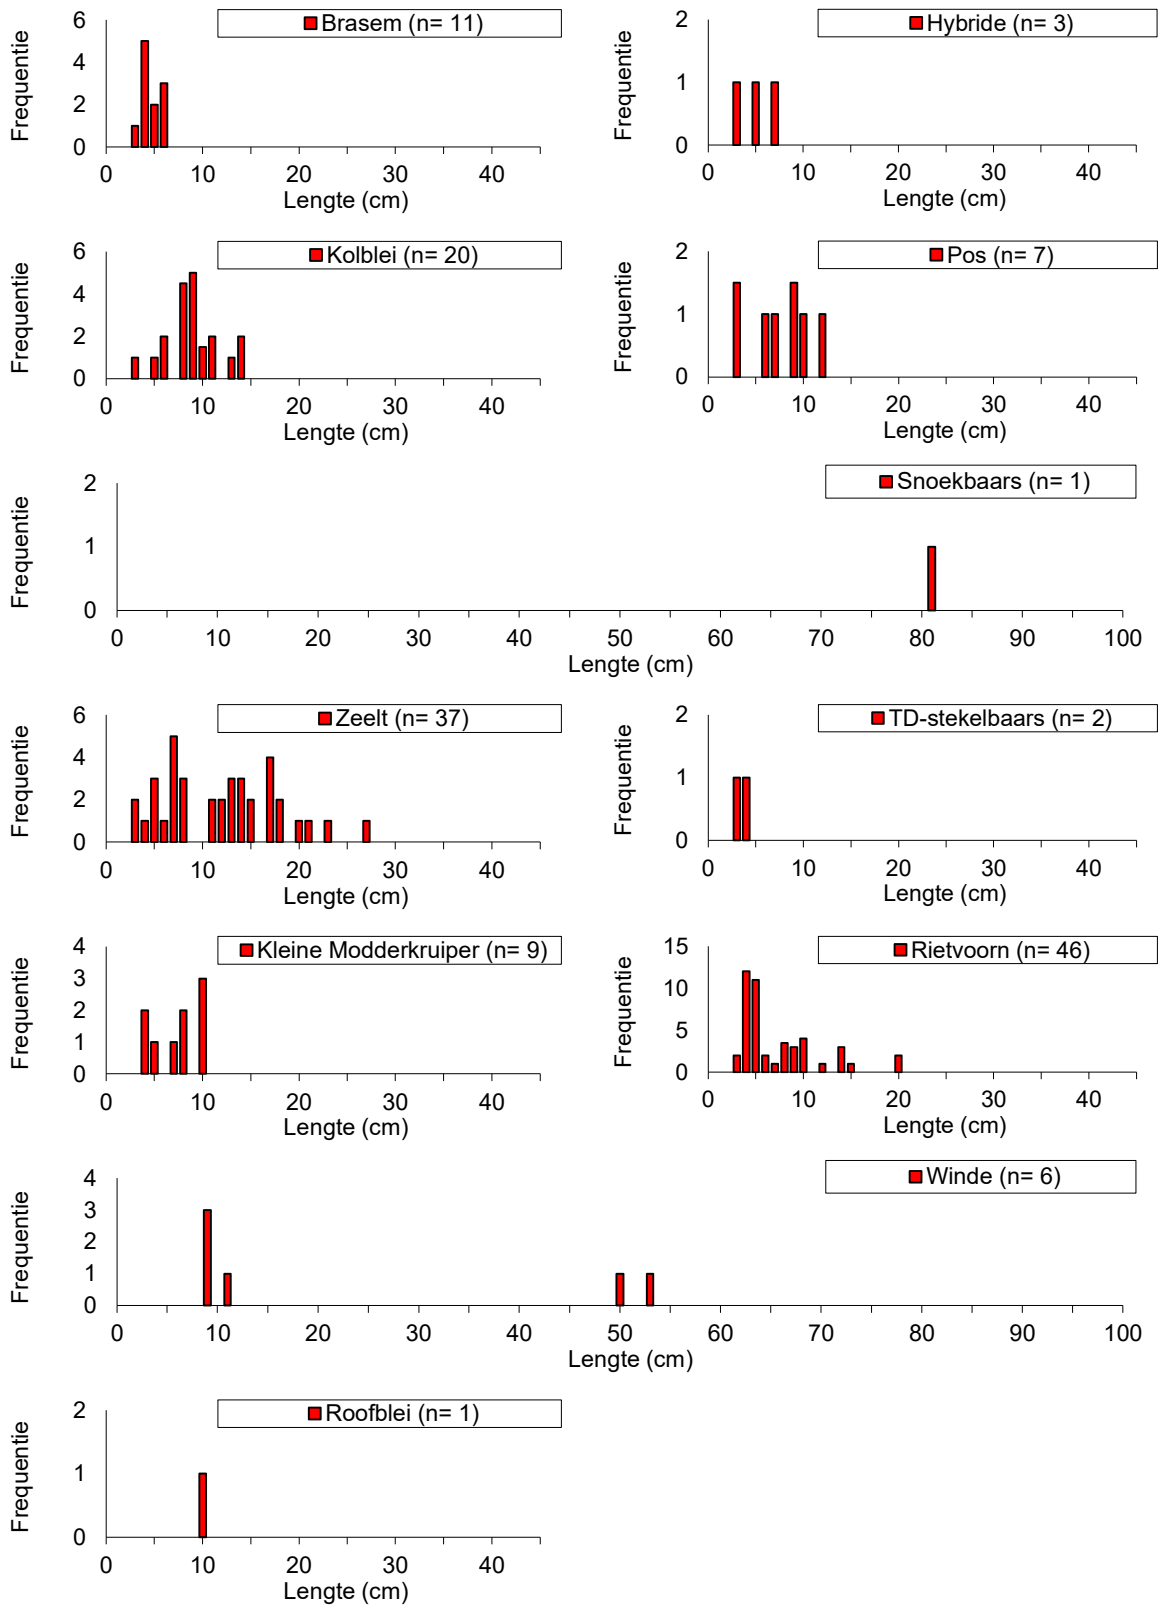 Brasem (n= 11)
Frequentie
6
4
2
0
0 10 20 30 40
Lengte (cm)
Hybride (n= 3)
Frequentie
2
1
0
0 10 20 30 40
Lengte (cm)
Kolblei (n= 20)
Frequentie
6
4
2
0
0 10 20 30 40
Lengte (cm)
Pos (n= 7)
Frequentie
2
1
0
0 10 20 30 40
Lengte (cm)
Snoekbaars (n= 1)
Frequentie
2
1
0
0 10 20 30 40 50 60 70 80 90 100
Lengte (cm)
Zeelt (n= 37)
Frequentie
6
4
2
0
0 10 20 30 40
Lengte (cm)
TD-stekelbaars (n= 2)
Frequentie
2
1
0
0 10 20 30 40
Lengte (cm)
Kleine Modderkruiper (n= 9)
Frequentie
4
3
2
1
0
0 10 20 30 40
Lengte (cm)
Rietvoorn (n= 46)
Frequentie
15
10
5
0
0 10 20 30 40
Lengte (cm)
Winde (n= 6)
Frequentie
4
3
2
1
0
0 10 20 30 40 50 60 70 80 90 100
Lengte (cm)
Roofblei (n= 1)
Frequentie
2
1
0
0 10 20 30 40
Lengte (cm)